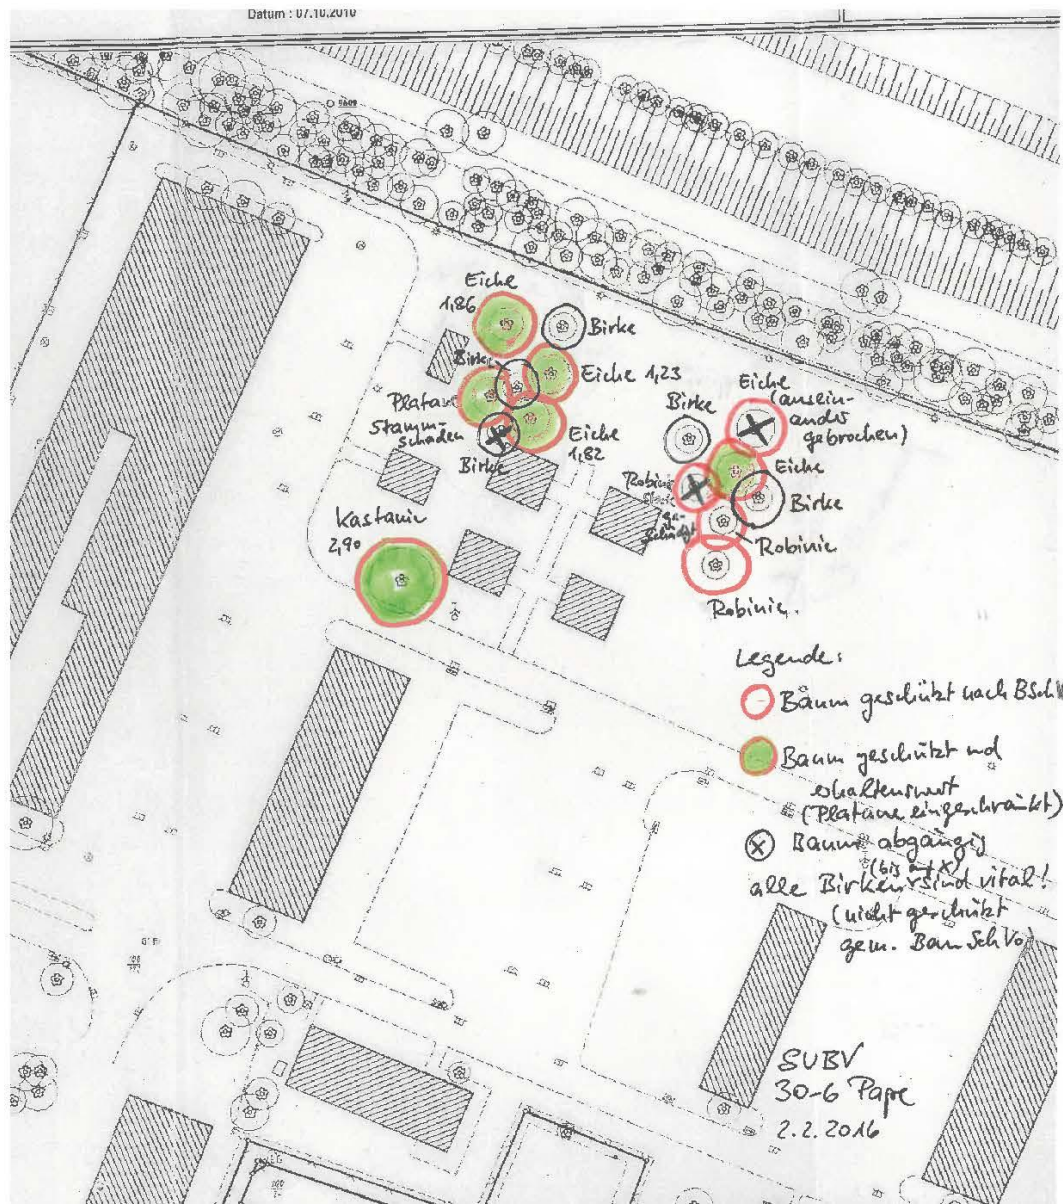 Datum : 07.10.2010
Eiche
1,86
Birke
Birke
Eiche 1,23
Platane
Stamm-
schaden
Eiche
1,82
Birke
Kastanie
2,90
Eiche
(ausein-
ander
gebrochen)
Birke
Eiche
Robinie
ge-
schädigt
Birke
Robinie
Robinie.
Legende:
Baum geschützt nach BSchV
Baum geschützt und
erhaltenswert
(Platane eingeschränkt)
Baum abgängig
(bis auf X)
alle Birken sind vital!
(nicht geschützt
gem. BaumSchVo)
SUBV
30-6 Pape
2.2.2016